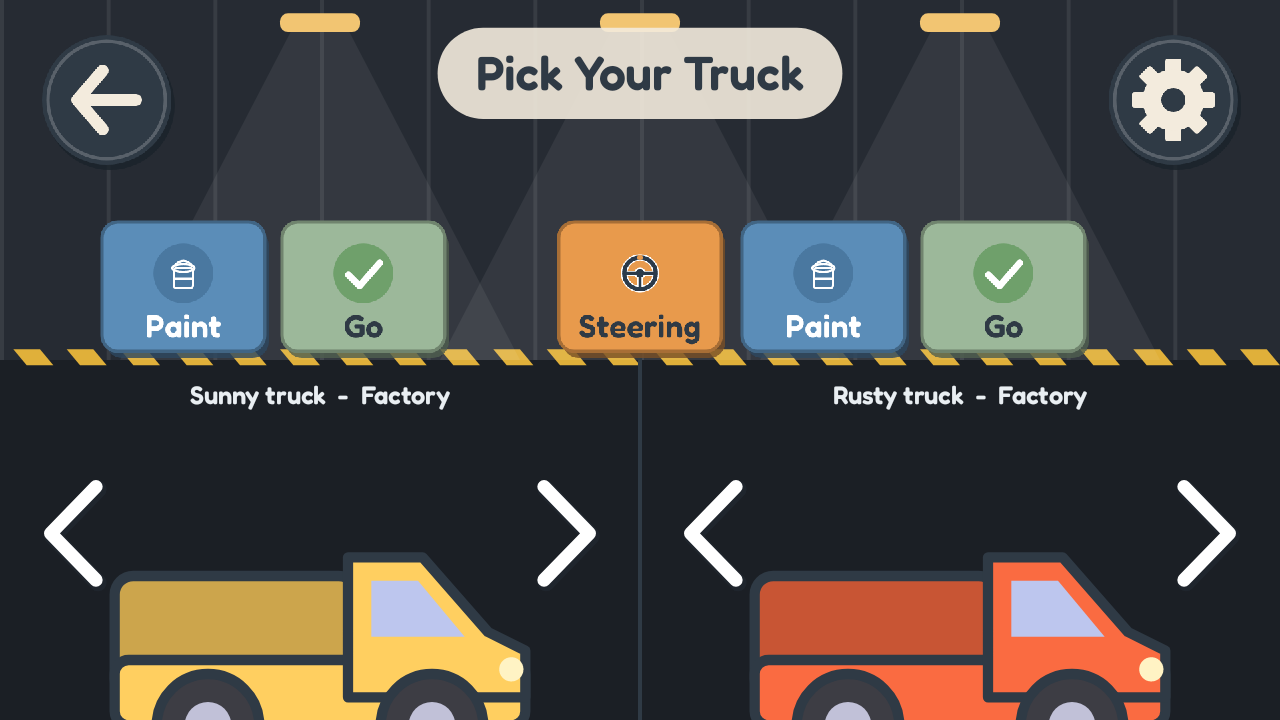 Pick Your Truck
Paint
Go
Steering
Paint
Go
Sunny truck - Factory
Rusty truck - Factory